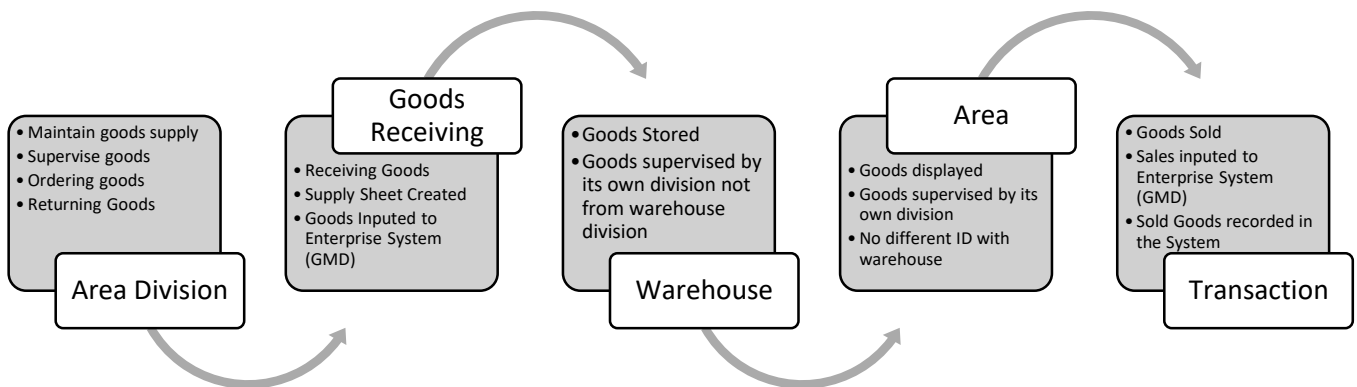 • Maintain goods supply
• Supervise goods
• Ordering goods
• Returning Goods
Area Division
Goods
Receiving
• Receiving Goods
• Supply Sheet Created
• Goods Inputed to
Enterprise System
(GMD)
• Goods Stored
• Goods supervised by
its own division not
from warehouse
division
Warehouse
Area
• Goods displayed
• Goods supervised by its
own division
• No different ID with
warehouse
• Goods Sold
• Sales inputed to
Enterprise System
(GMD)
• Sold Goods recorded in
the System
Transaction